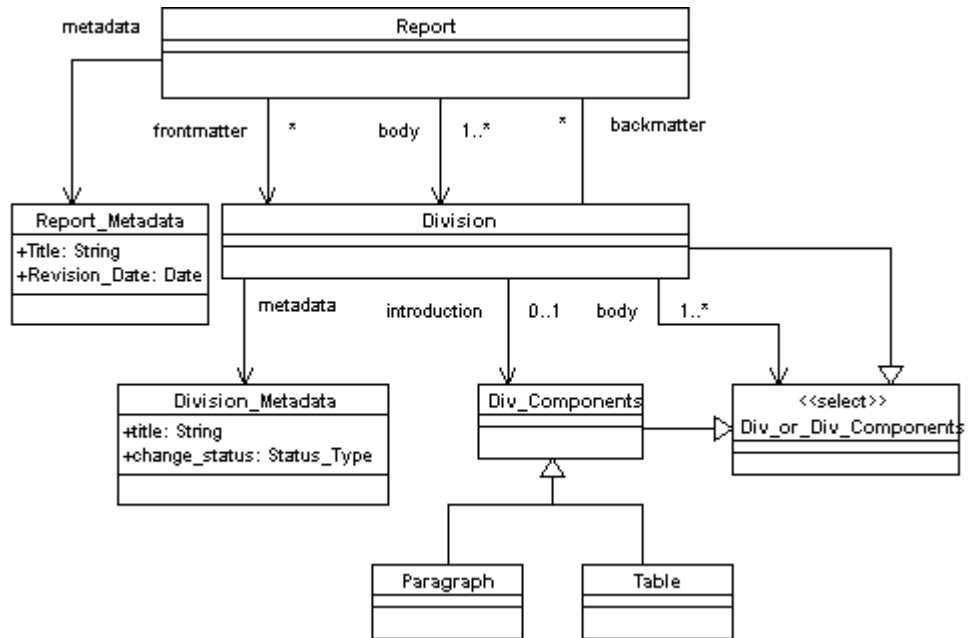 metadata
Report
frontmatter
*
body
1..*
*
backmatter
Report_Metadata
+Title: String
+Revision_Date: Date
Division
metadata
introduction
0..1
body
1..*
Division_Metadata
+title: String
+change_status: Status_Type
Div_Components
<<select>>
Div_or_Div_Components
Paragraph
Table